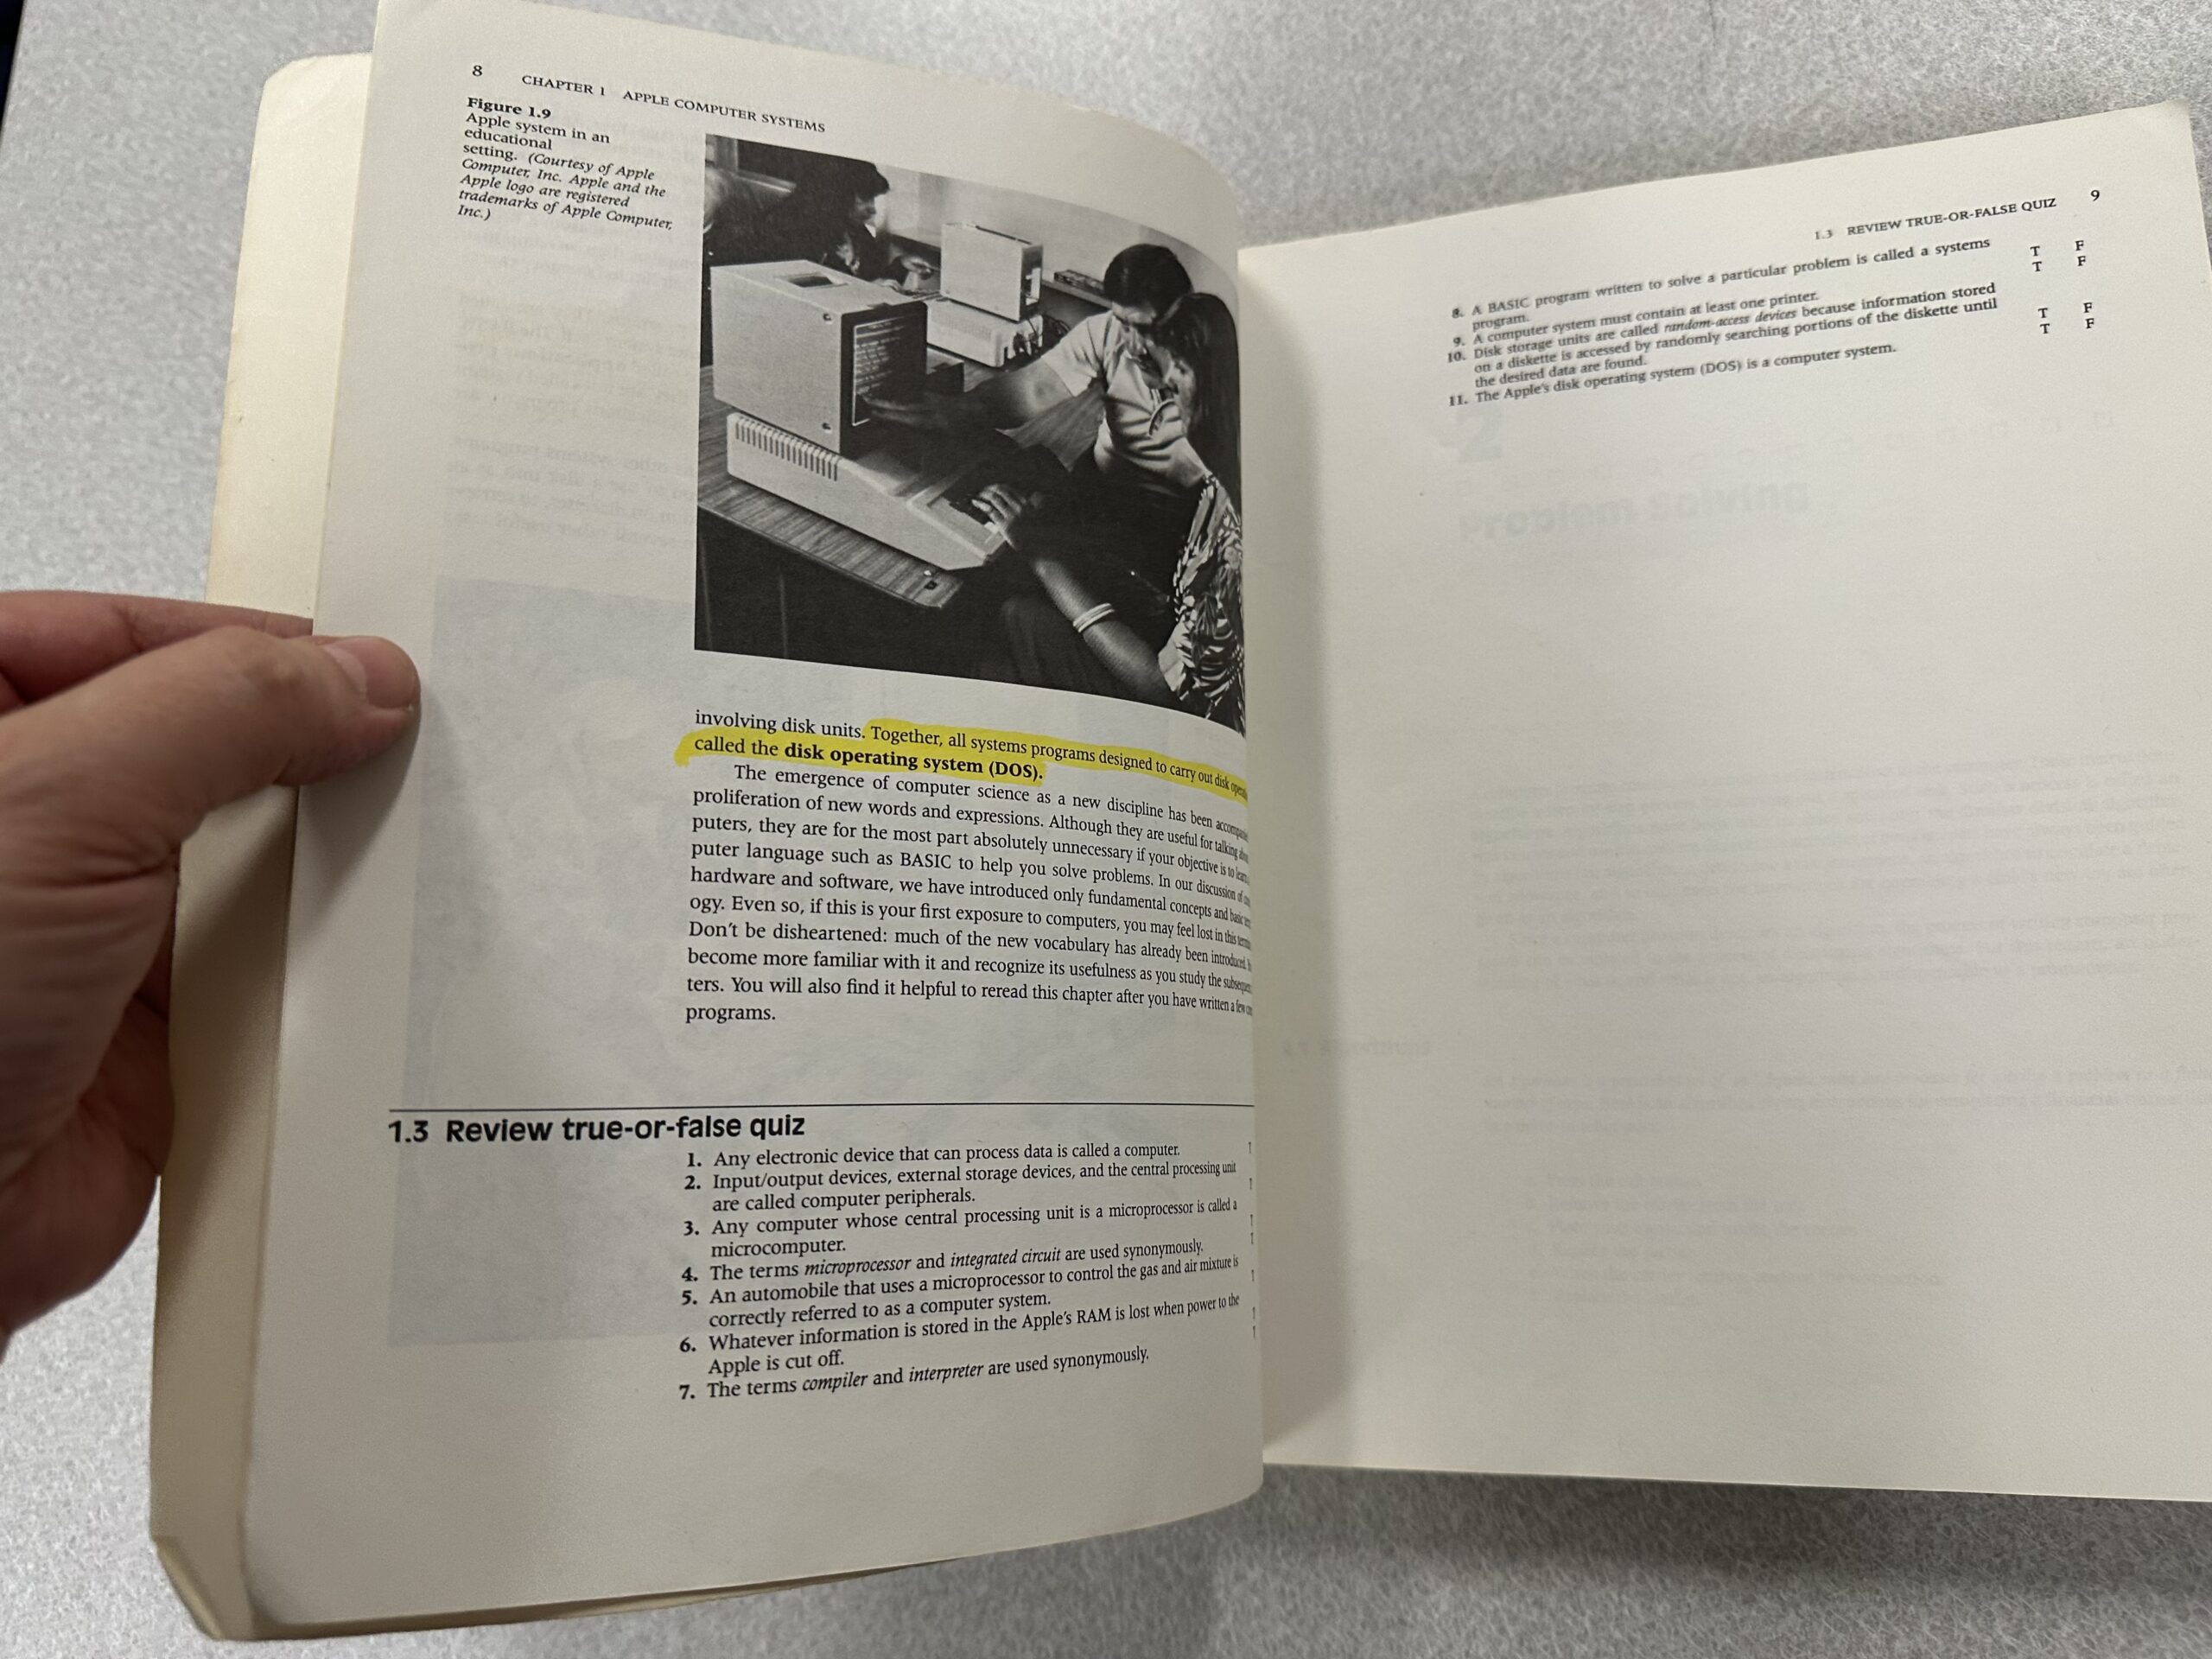 8 CHAPTER 1 APPLE COMPUTER SYSTEMS
Figure 1.9
Apple system in an
educational
setting. (Courtesy of Apple
Computer, Inc. Apple and the
Apple logo are registered
trademarks of Apple Computer,
Inc.)
involving disk units. Together, all systems programs designed to carry out disk
called the disk operating system (DOS).
The emergence of computer science as a new discipline has been
proliferation of new words and expressions. Although they are useful for talking
puters, they are for the most part absolutely unnecessary if your objective is to learn
puter language such as BASIC to help you solve problems. In our discussion of
hardware and software, we have introduced only fundamental concepts and basic
ogy. Even so, if this is your first exposure to computers, you may feel lost in this
Don't be disheartened: much of the new vocabulary has already been introduced.
become more familiar with it and recognize its usefulness as you study the
ters. You will also find it helpful to reread this chapter after you have written a few
programs.
1.3 Review true-or-false quiz
1. Any electronic device that can process data is called a computer.
2. Input/output devices, external storage devices, and the central processing unit
are called computer peripherals.
3. Any computer whose central processing unit is a microprocessor is called a
microcomputer.
4. The terms microprocessor and integrated circuit are used synonymously.
5. An automobile that uses a microprocessor to control the gas and air mixture is
correctly referred to as a computer system.
6. Whatever information is stored in the Apple's RAM is lost when power to the
Apple is cut off.
7. The terms compiler and interpreter are used synonymously.
1.3 REVIEW TRUE-OR-FALSE QUIZ 9
8. A BASIC program written to solve a particular problem is called a systems
program. T F
9. A computer system must contain at least one printer. T F
10. Disk storage units are called random-access devices because information stored
on a diskette is accessed by randomly searching portions of the diskette until
the desired data are found. T F
11. The Apple's disk operating system (DOS) is a computer system. T F
Problem Solving